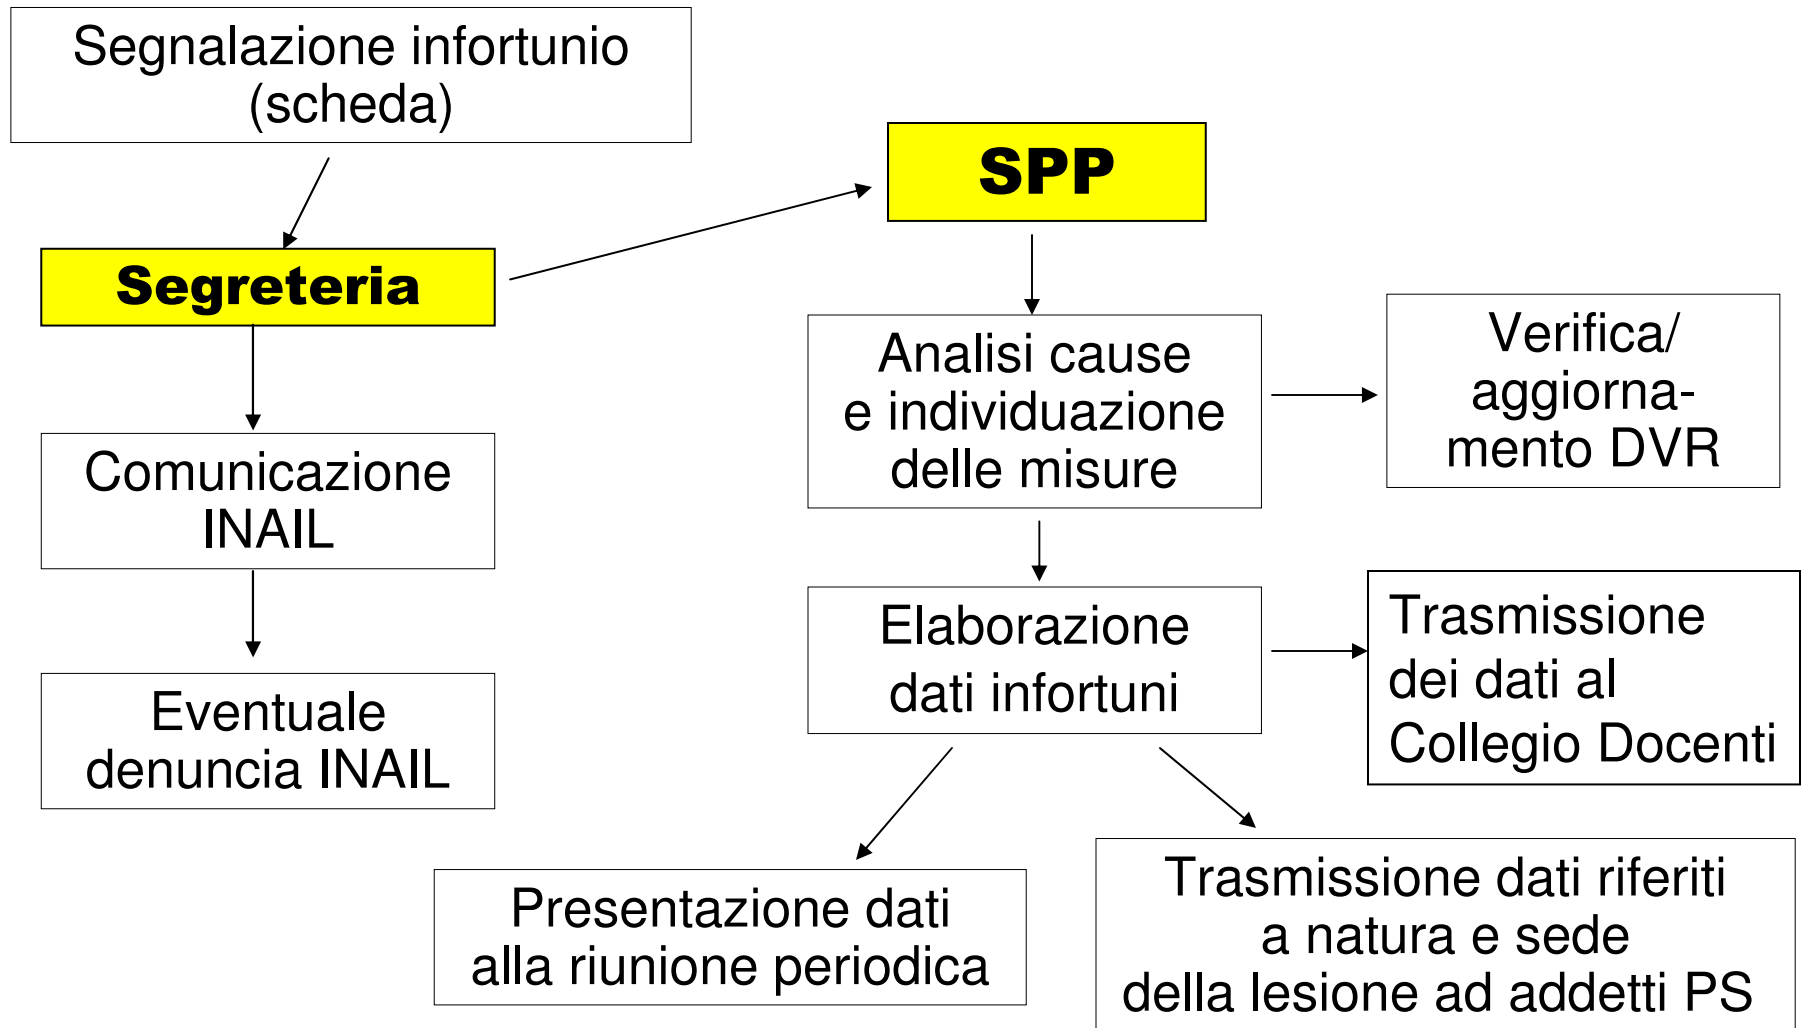 Segnalazione infortunio
(scheda)
SPP
Segreteria
Analisi cause
e individuazione
delle misure
Verifica/
aggiorna-
mento DVR
Comunicazione
INAIL
Elaborazione
dati infortuni
Trasmissione
dei dati al
Collegio Docenti
Eventuale
denuncia INAIL
Presentazione dati
alla riunione periodica
Trasmissione dati riferiti
a natura e sede
della lesione ad addetti PS